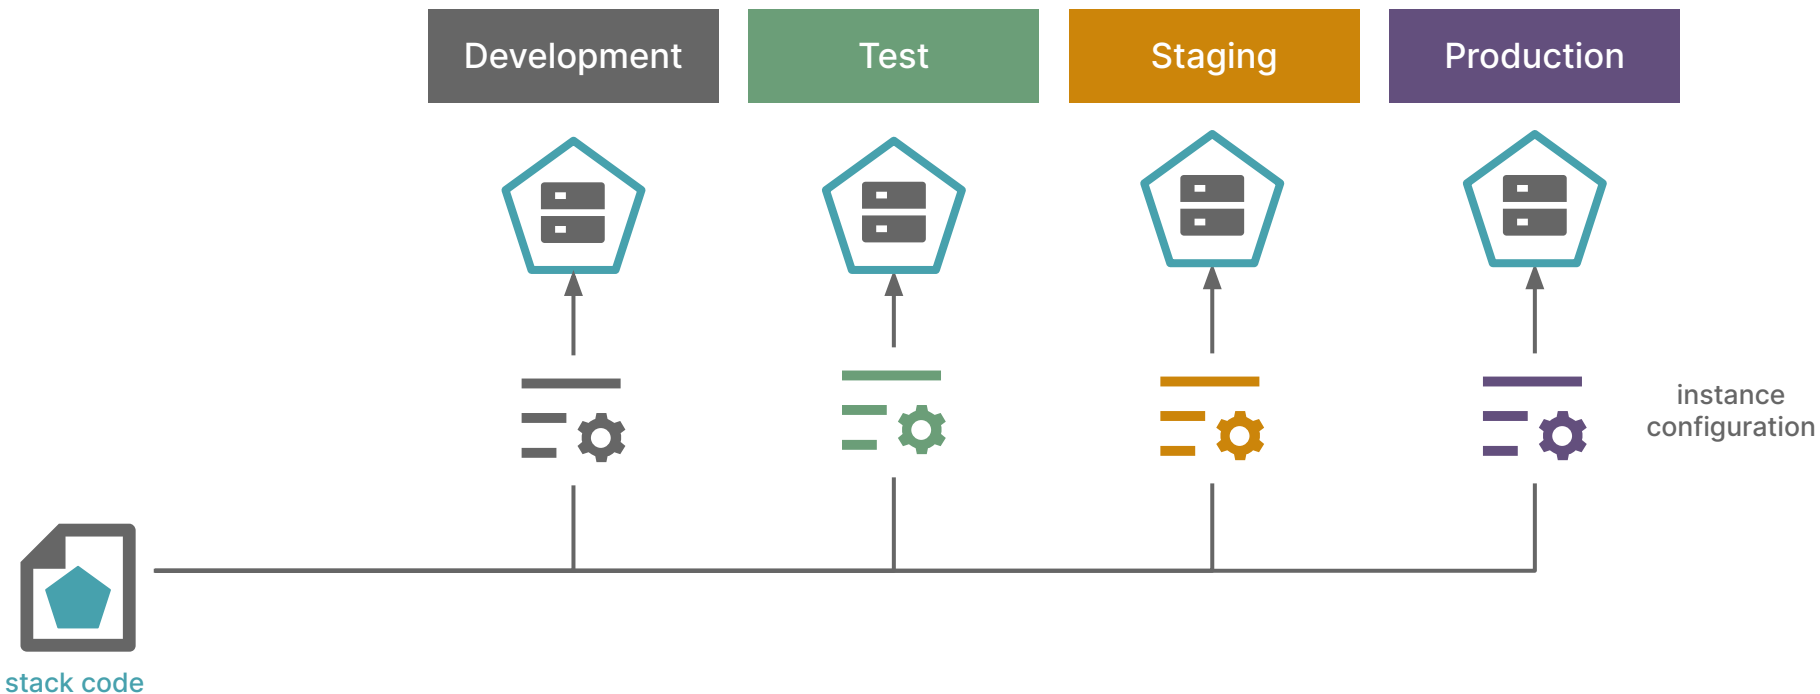 Development
Test
Staging
Production
instance
configuration
stack code